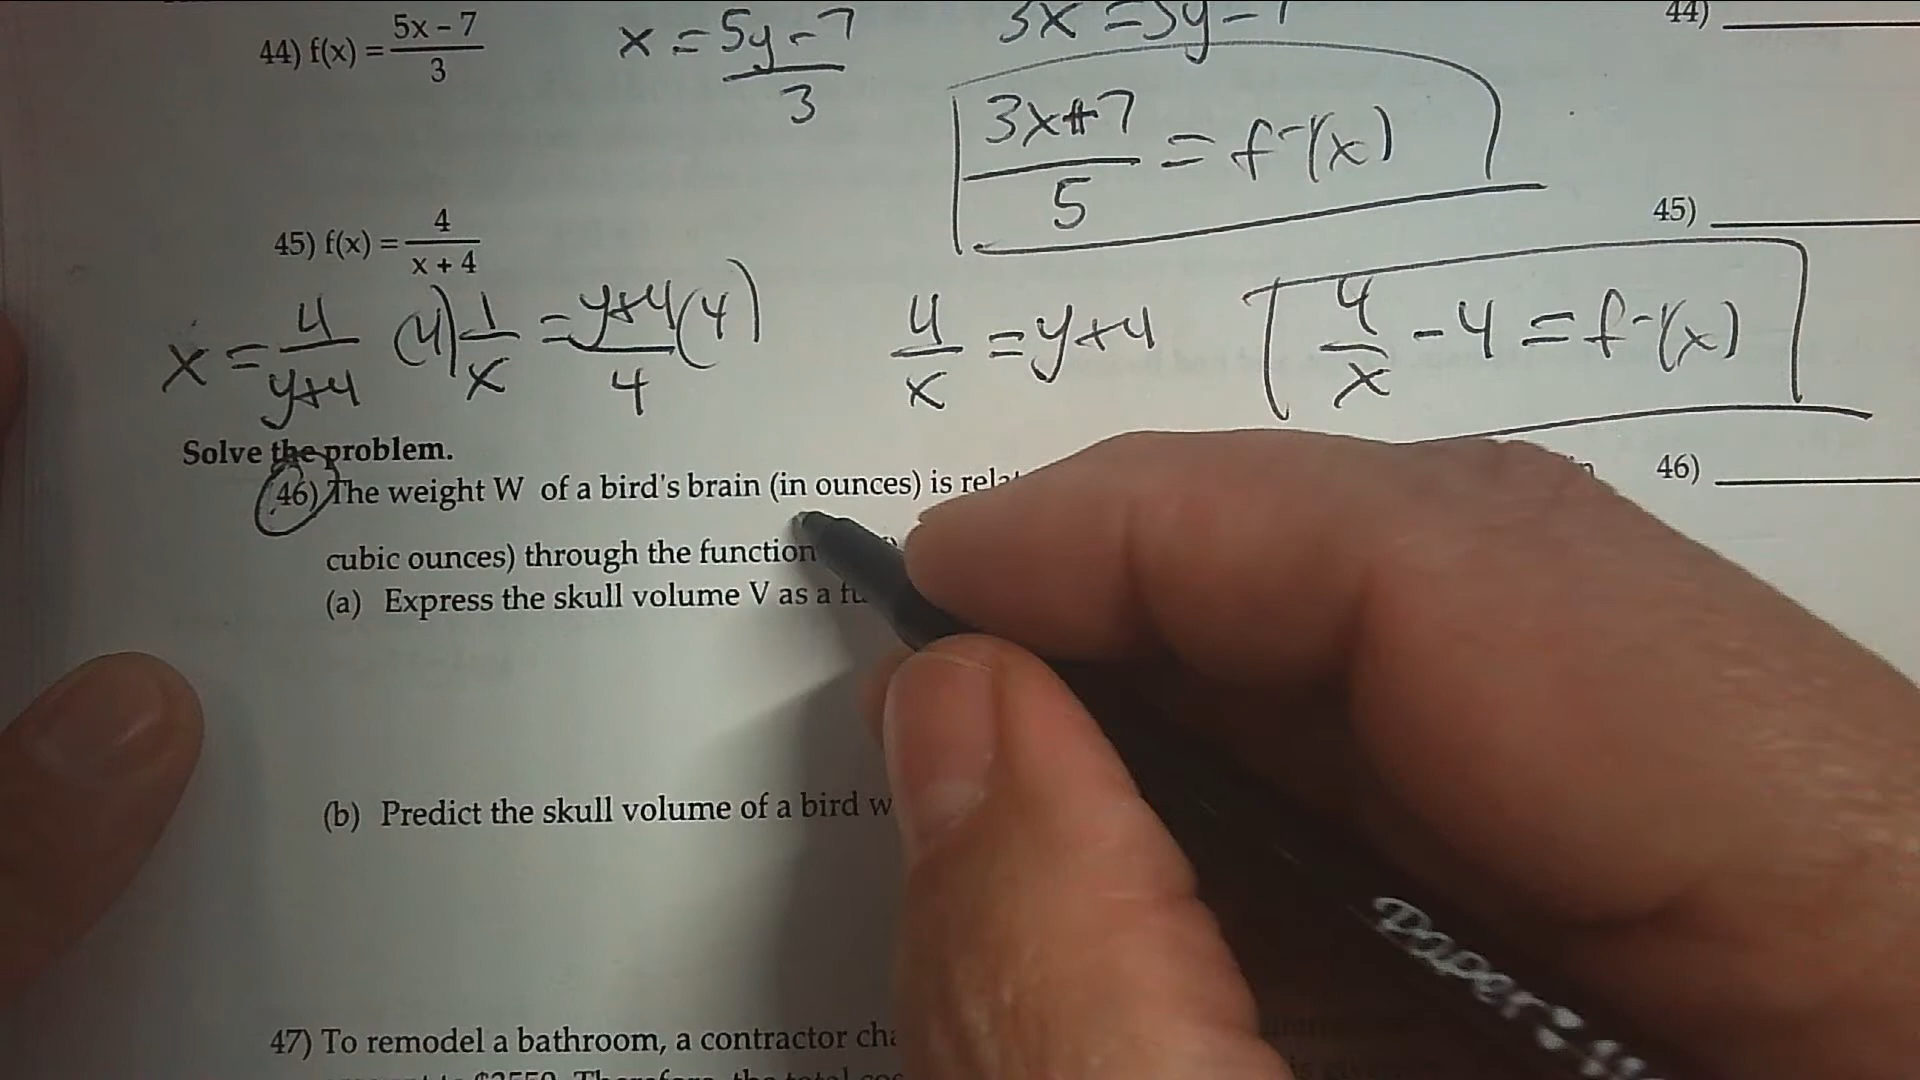 44) f(x) = 5x - 7 / 3
x = 5y - 7 / 3
3x = 5y - 7
44)
3x + 7 / 5 = f⁻¹(x)
45) f(x) = 4 / x + 4
45)
x = 4 / y+4
(4) 1 / x = y+4 / 4 (4)
4 / x = y+4
4 / x - 4 = f⁻¹(x)
Solve the problem.
46) The weight W of a bird's brain (in ounces) is
46)
cubic ounces) through the function
(a) Express the skull volume V as a
(b) Predict the skull volume of a bird
47) To remodel a bathroom, a contractor
Paper